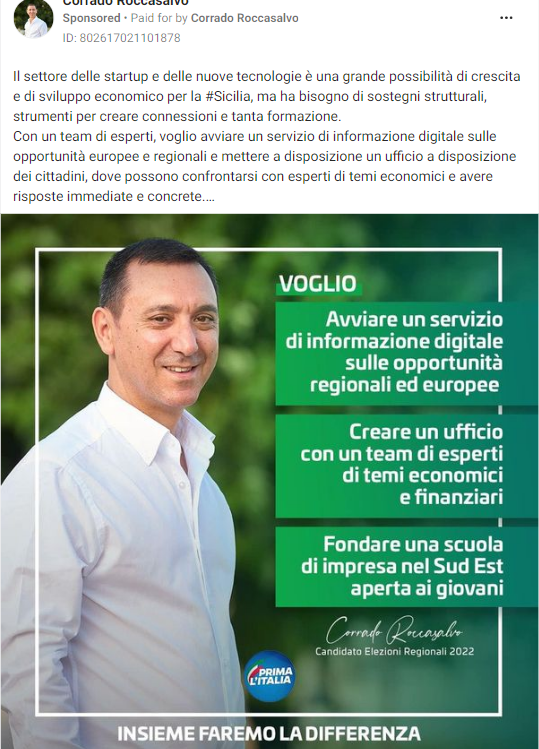 Corrado Roccasalvo
Sponsored • Paid for by Corrado Roccasalvo
ID: 802617021101878
Il settore delle startup e delle nuove tecnologie è una grande possibilità di crescita
e di sviluppo economico per la #Sicilia, ma ha bisogno di sostegni strutturali,
strumenti per creare connessioni e tanta formazione.
Con un team di esperti, voglio avviare un servizio di informazione digitale sulle
opportunità europee e regionali e mettere a disposizione un ufficio a disposizione
dei cittadini, dove possono confrontarsi con esperti di temi economici e avere
risposte immediate e concrete....
VOGLIO
Avviare un servizio
di informazione digitale
sulle opportunità
regionali ed europee
Creare un ufficio
con un team di esperti
di temi economici
e finanziari
Fondare una scuola
di impresa nel Sud Est
aperta ai giovani
Corrado Roccasalvo
Candidato Elezioni Regionali 2022
PRIMA
L'ITALIA
INSIEME FAREMO LA DIFFERENZA